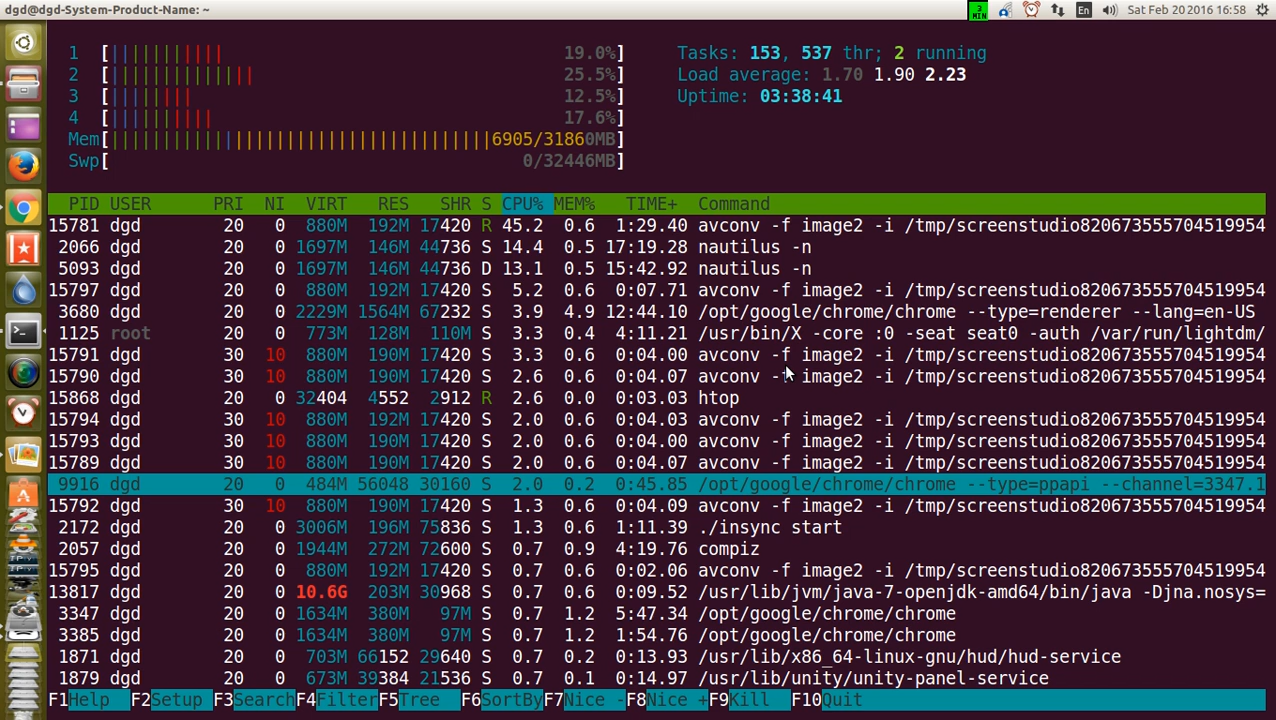 dgd@dgd-System-Product-Name: ~
2 MIN En Sat Feb 20 2016 16:58
1 [||||||||||| 19.0%] Tasks: 153, 537 thr; 2 running
2 [|||||||||||||| 25.5%] Load average: 1.70 1.90 2.23
3 [|||||||| 12.5%] Uptime: 03:38:41
4 [|||||||||| 17.6%]
Mem[|||||||||||||||||||||||||||||||||||||6905/31860MB]
Swp[ 0/32446MB]
PID USER PRI NI VIRT RES SHR S CPU% MEM% TIME+ Command
15781 dgd 20 0 880M 192M 17420 R 45.2 0.6 1:29.40 avconv -f image2 -i /tmp/screenstudio8206735557045199​54
2066 dgd 20 0 1697M 146M 44736 S 14.4 0.5 17:19.28 nautilus -n
5093 dgd 20 0 1697M 146M 44736 D 13.1 0.5 15:42.92 nautilus -n
15797 dgd 20 0 880M 192M 17420 S 5.2 0.6 0:07.71 avconv -f image2 -i /tmp/screenstudio820673555704519954
3680 dgd 20 0 2229M 1564M 67232 S 3.9 4.9 12:44.10 /opt/google/chrome/chrome --type=renderer --lang=en-US
1125 root 20 0 773M 128M 110M S 3.3 0.4 4:11.21 /usr/bin/X -core :0 -seat seat0 -auth /var/run/lightdm/
15791 dgd 30 10 880M 190M 17420 S 3.3 0.6 0:04.00 avconv -f image2 -i /tmp/screenstudio820673555704519954
15790 dgd 30 10 880M 190M 17420 S 2.6 0.6 0:04.07 avconv -f image2 -i /tmp/screenstudio820673555704519954
15868 dgd 20 0 32404 4552 2912 R 2.6 0.0 0:03.03 htop
15794 dgd 30 10 880M 190M 17420 S 2.0 0.6 0:04.03 avconv -f image2 -i /tmp/screenstudio820673555704519954
15793 dgd 30 10 880M 190M 17420 S 2.0 0.6 0:04.00 avconv -f image2 -i /tmp/screenstudio820673555704519954
15789 dgd 30 10 880M 190M 17420 S 2.0 0.6 0:04.07 avconv -f image2 -i /tmp/screenstudio820673555704519954
9916 dgd 20 0 484M 56048 30160 S 2.0 0.2 0:45.85 /opt/google/chrome/chrome --type=ppapi --channel=3347.1
15792 dgd 30 10 880M 190M 17420 S 1.3 0.6 0:04.09 avconv -f image2 -i /tmp/screenstudio820673555704519954
2172 dgd 20 0 3006M 196M 75836 S 1.3 0.6 1:11.39 ./insync start
2057 dgd 20 0 1944M 272M 72600 S 0.7 0.9 4:19.76 compiz
15795 dgd 20 0 880M 192M 17420 S 0.7 0.6 0:02.06 avconv -f image2 -i /tmp/screenstudio820673555704519954
13817 dgd 20 0 10.6G 203M 30968 S 0.7 0.6 0:09.52 /usr/lib/jvm/java-7-openjdk-amd64/bin/java -Djna.nosys=
3347 dgd 20 0 1634M 380M 97M S 0.7 1.2 5:47.34 /opt/google/chrome/chrome
3385 dgd 20 0 1634M 380M 97M S 0.7 1.2 1:54.76 /opt/google/chrome/chrome
1871 dgd 20 0 703M 66152 29640 S 0.7 0.2 0:13.93 /usr/lib/x86_64-linux-gnu/hud/hud-service
1879 dgd 20 0 673M 39384 21536 S 0.7 0.1 0:14.97 /usr/lib/unity/unity-panel-service
F1Help F2Setup F3SearchF4FilterF5Tree F6SortByF7Nice -F8Nice +F9Kill F10Quit